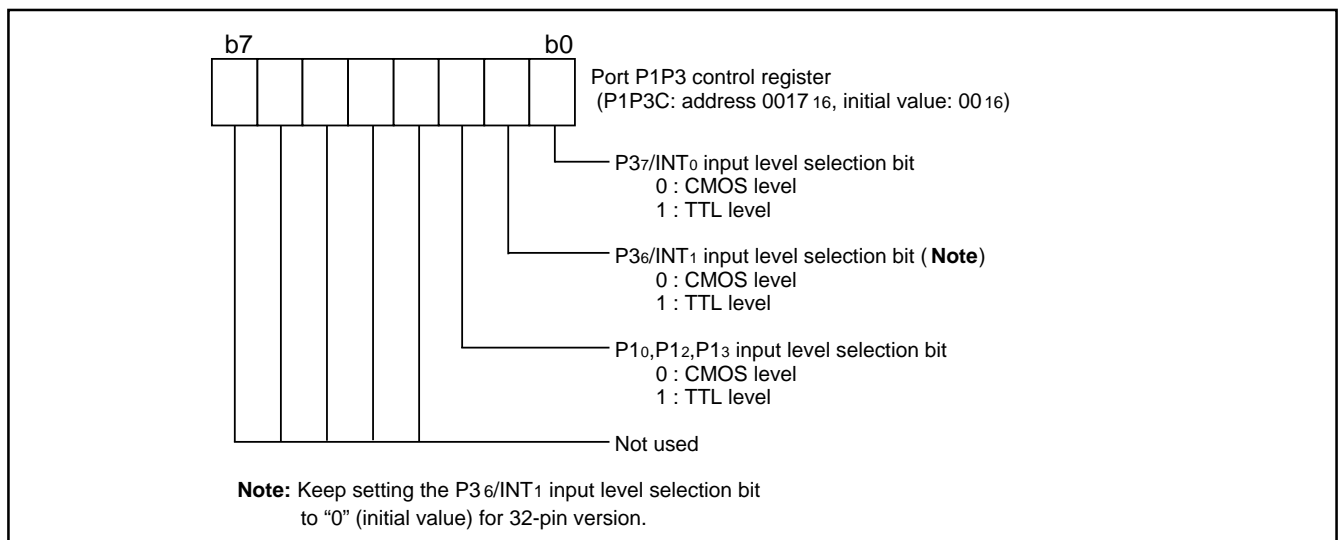 b7 b0
Port P1P3 control register
(P1P3C: address 0017 16, initial value: 00 16)
P37/INT0 input level selection bit
0 : CMOS level
1 : TTL level
P36/INT1 input level selection bit ( Note)
0 : CMOS level
1 : TTL level
P10,P12,P13 input level selection bit
0 : CMOS level
1 : TTL level
Not used
Note: Keep setting the P3 6/INT1 input level selection bit
to “0” (initial value) for 32-pin version.